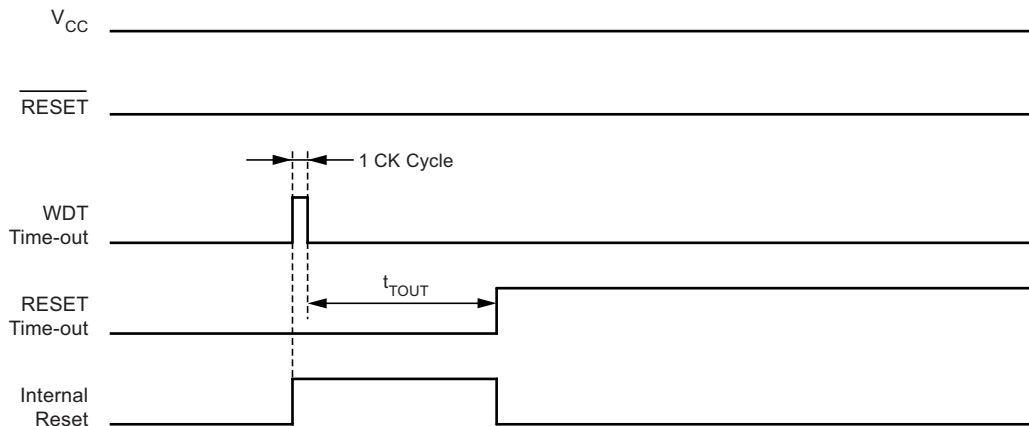 VCC
RESET
1 CK Cycle
WDT
Time-out
tTOUT
RESET
Time-out
Internal
Reset